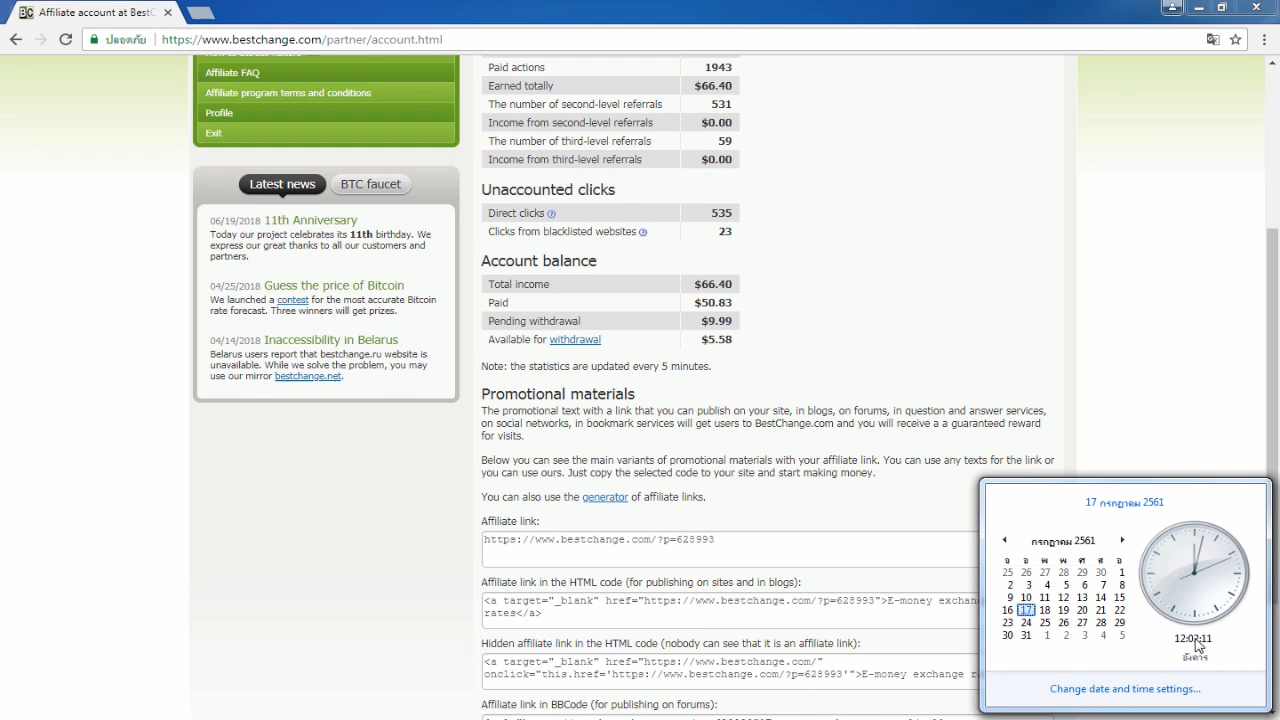 Affiliate account at BestC
ปลอดภัย
https://www.bestchange.com/partner/account.html
Affiliate FAQ
Affiliate program terms and conditions
Profile
Exit
Latest news
BTC faucet
06/19/2018 11th Anniversary
Today our project celebrates its 11th birthday. We
express our great thanks to all our customers and
partners.
04/25/2018 Guess the price of Bitcoin
We launched a contest for the most accurate Bitcoin
rate forecast. Three winners will get prizes.
04/14/2018 Inaccessibility in Belarus
Belarus users report that bestchange.ru website is
unavailable. While we solve the problem, you may
use our mirror bestchange.net.
Paid actions 1943
Earned totally $66.40
The number of second-level referrals 531
Income from second-level referrals $0.00
The number of third-level referrals 59
Income from third-level referrals $0.00
Unaccounted clicks
Direct clicks 535
Clicks from blacklisted websites 23
Account balance
Total income $66.40
Paid $50.83
Pending withdrawal $9.99
Available for withdrawal $5.58
Note: the statistics are updated every 5 minutes.
Promotional materials
The promotional text with a link that you can publish on your site, in blogs, on forums, in question and answer services,
on social networks, in bookmark services will get users to BestChange.com and you will receive a a guaranteed reward
for visits.
Below you can see the main variants of promotional materials with your affiliate link. You can use any texts for the link or
you can use ours. Just copy the selected code to your site and start making money.
You can also use the generator of affiliate links.
Affiliate link:
https://www.bestchange.com/?p=628993
Affiliate link in the HTML code (for publishing on sites and in blogs):
<a target="_blank" href="https://www.bestchange.com/?p=628993">E-money exchan
rates</a>
Hidden affiliate link in the HTML code (nobody can see that it is an affiliate link):
<a target="_blank" href="https://www.bestchange.com/"
onclick="this.href='https://www.bestchange.com/?p=628993'">E-money exchange r
Affiliate link in BBCode (for publishing on forums):
17 กรกฎาคม 2561
กรกฎาคม 2561
จ อ พ พ ศ ส อ
25 26 27 28 29 30 1
2 3 4 5 6 7 8
9 10 11 12 13 14 15
16 17 18 19 20 21 22
23 24 25 26 27 28 29
30 31 1 2 3 4 5
อังคาร
Change date and time settings...